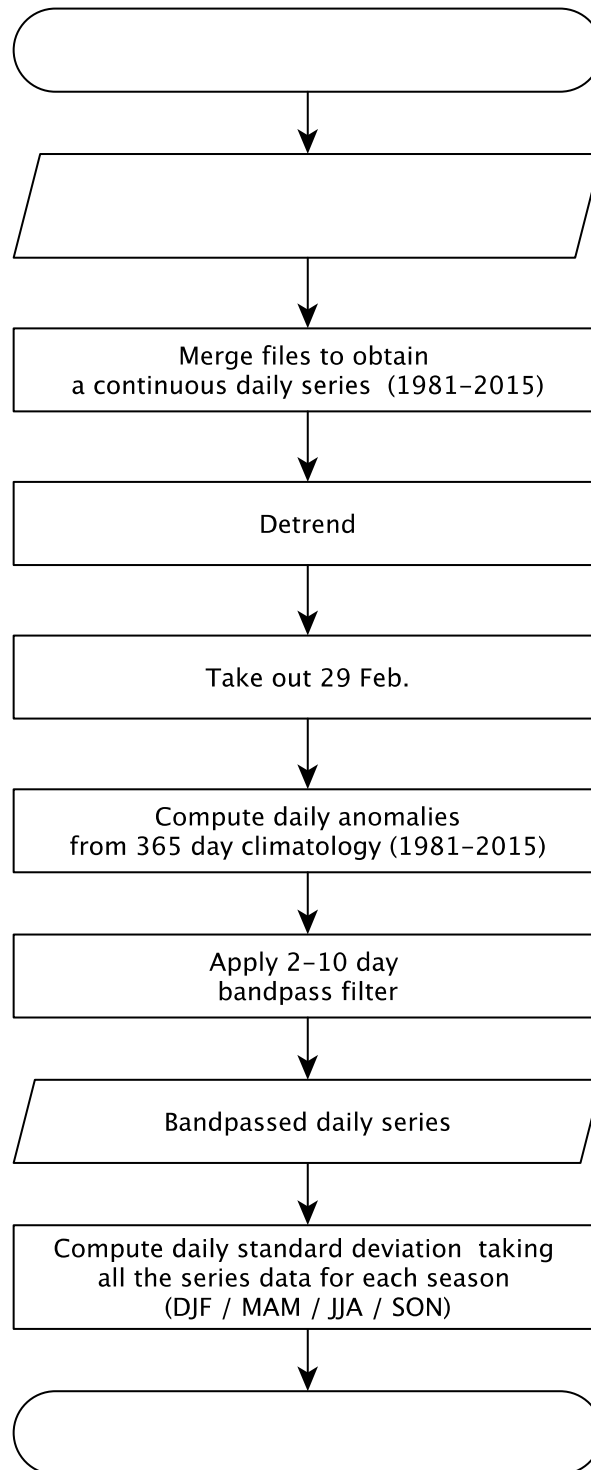 Merge files to obtain
a continuous daily series  (1981–2015)
Detrend
Take out 29 Feb.
Compute daily anomalies
from 365 day climatology (1981–2015)
Apply 2–10 day
bandpass filter
Bandpassed daily series
Compute daily standard deviation  taking
all the series data for each season
(DJF / MAM / JJA / SON)